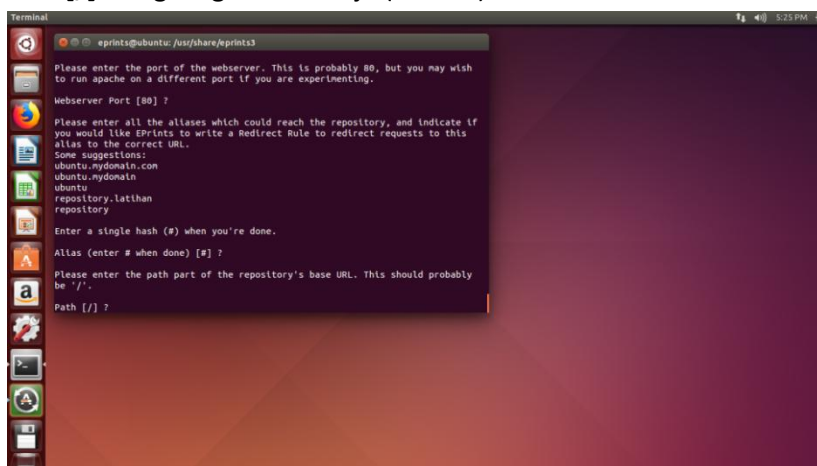 Terminal
5:25 PM
eprints@ubuntu: /usr/share/eprints3
Please enter the port of the webserver. This is probably 80, but you may wish
to run apache on a different port if you are experimenting.
Webserver Port [80] ?
Please enter all the aliases which could reach the repository, and indicate if
you would like EPrints to write a Redirect Rule to redirect requests to this
alias to the correct URL.
Some suggestions:
ubuntu.mydomain.com
ubuntu.mydomain
ubuntu
repository.latihan
repository
Enter a single hash (#) when you're done.
Alias (enter # when done) [#] ?
Please enter the path part of the repository's base URL. This should probably
be '/'.
Path [/] ?